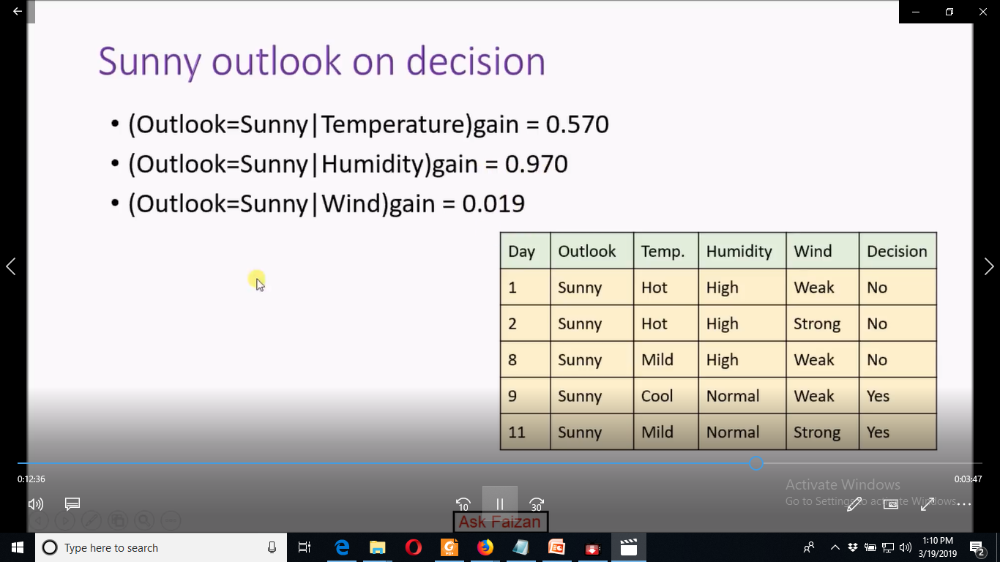 Sunny outlook on decision
• (Outlook=Sunny|Temperature)gain = 0.570
• (Outlook=Sunny|Humidity)gain = 0.970
• (Outlook=Sunny|Wind)gain = 0.019
Day Outlook Temp. Humidity Wind Decision
1 Sunny Hot High Weak No
2 Sunny Hot High Strong No
8 Sunny Mild High Weak No
9 Sunny Cool Normal Weak Yes
11 Sunny Mild Normal Strong Yes
0:12:36
0:03:47
Activate Windows
Go to Settings to activate Windows.
10
30
Ask Faizan
Type here to search
1:10 PM
3/19/2019
2